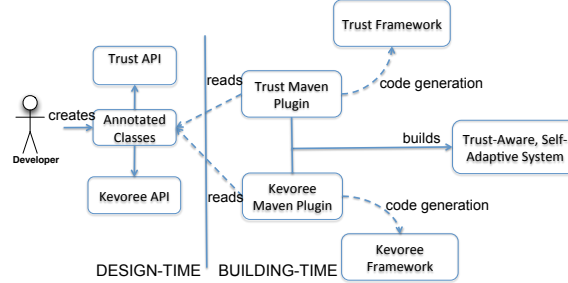 Trust Framework
Trust API
reads
Trust Maven
Plugin
code generation
creates
Annotated
Classes
Developer
builds
Trust-Aware, Self-
Adaptive System
Kevoree API
reads
Kevoree
Maven Plugin
code generation
Kevoree
Framework
DESIGN-TIME
BUILDING-TIME